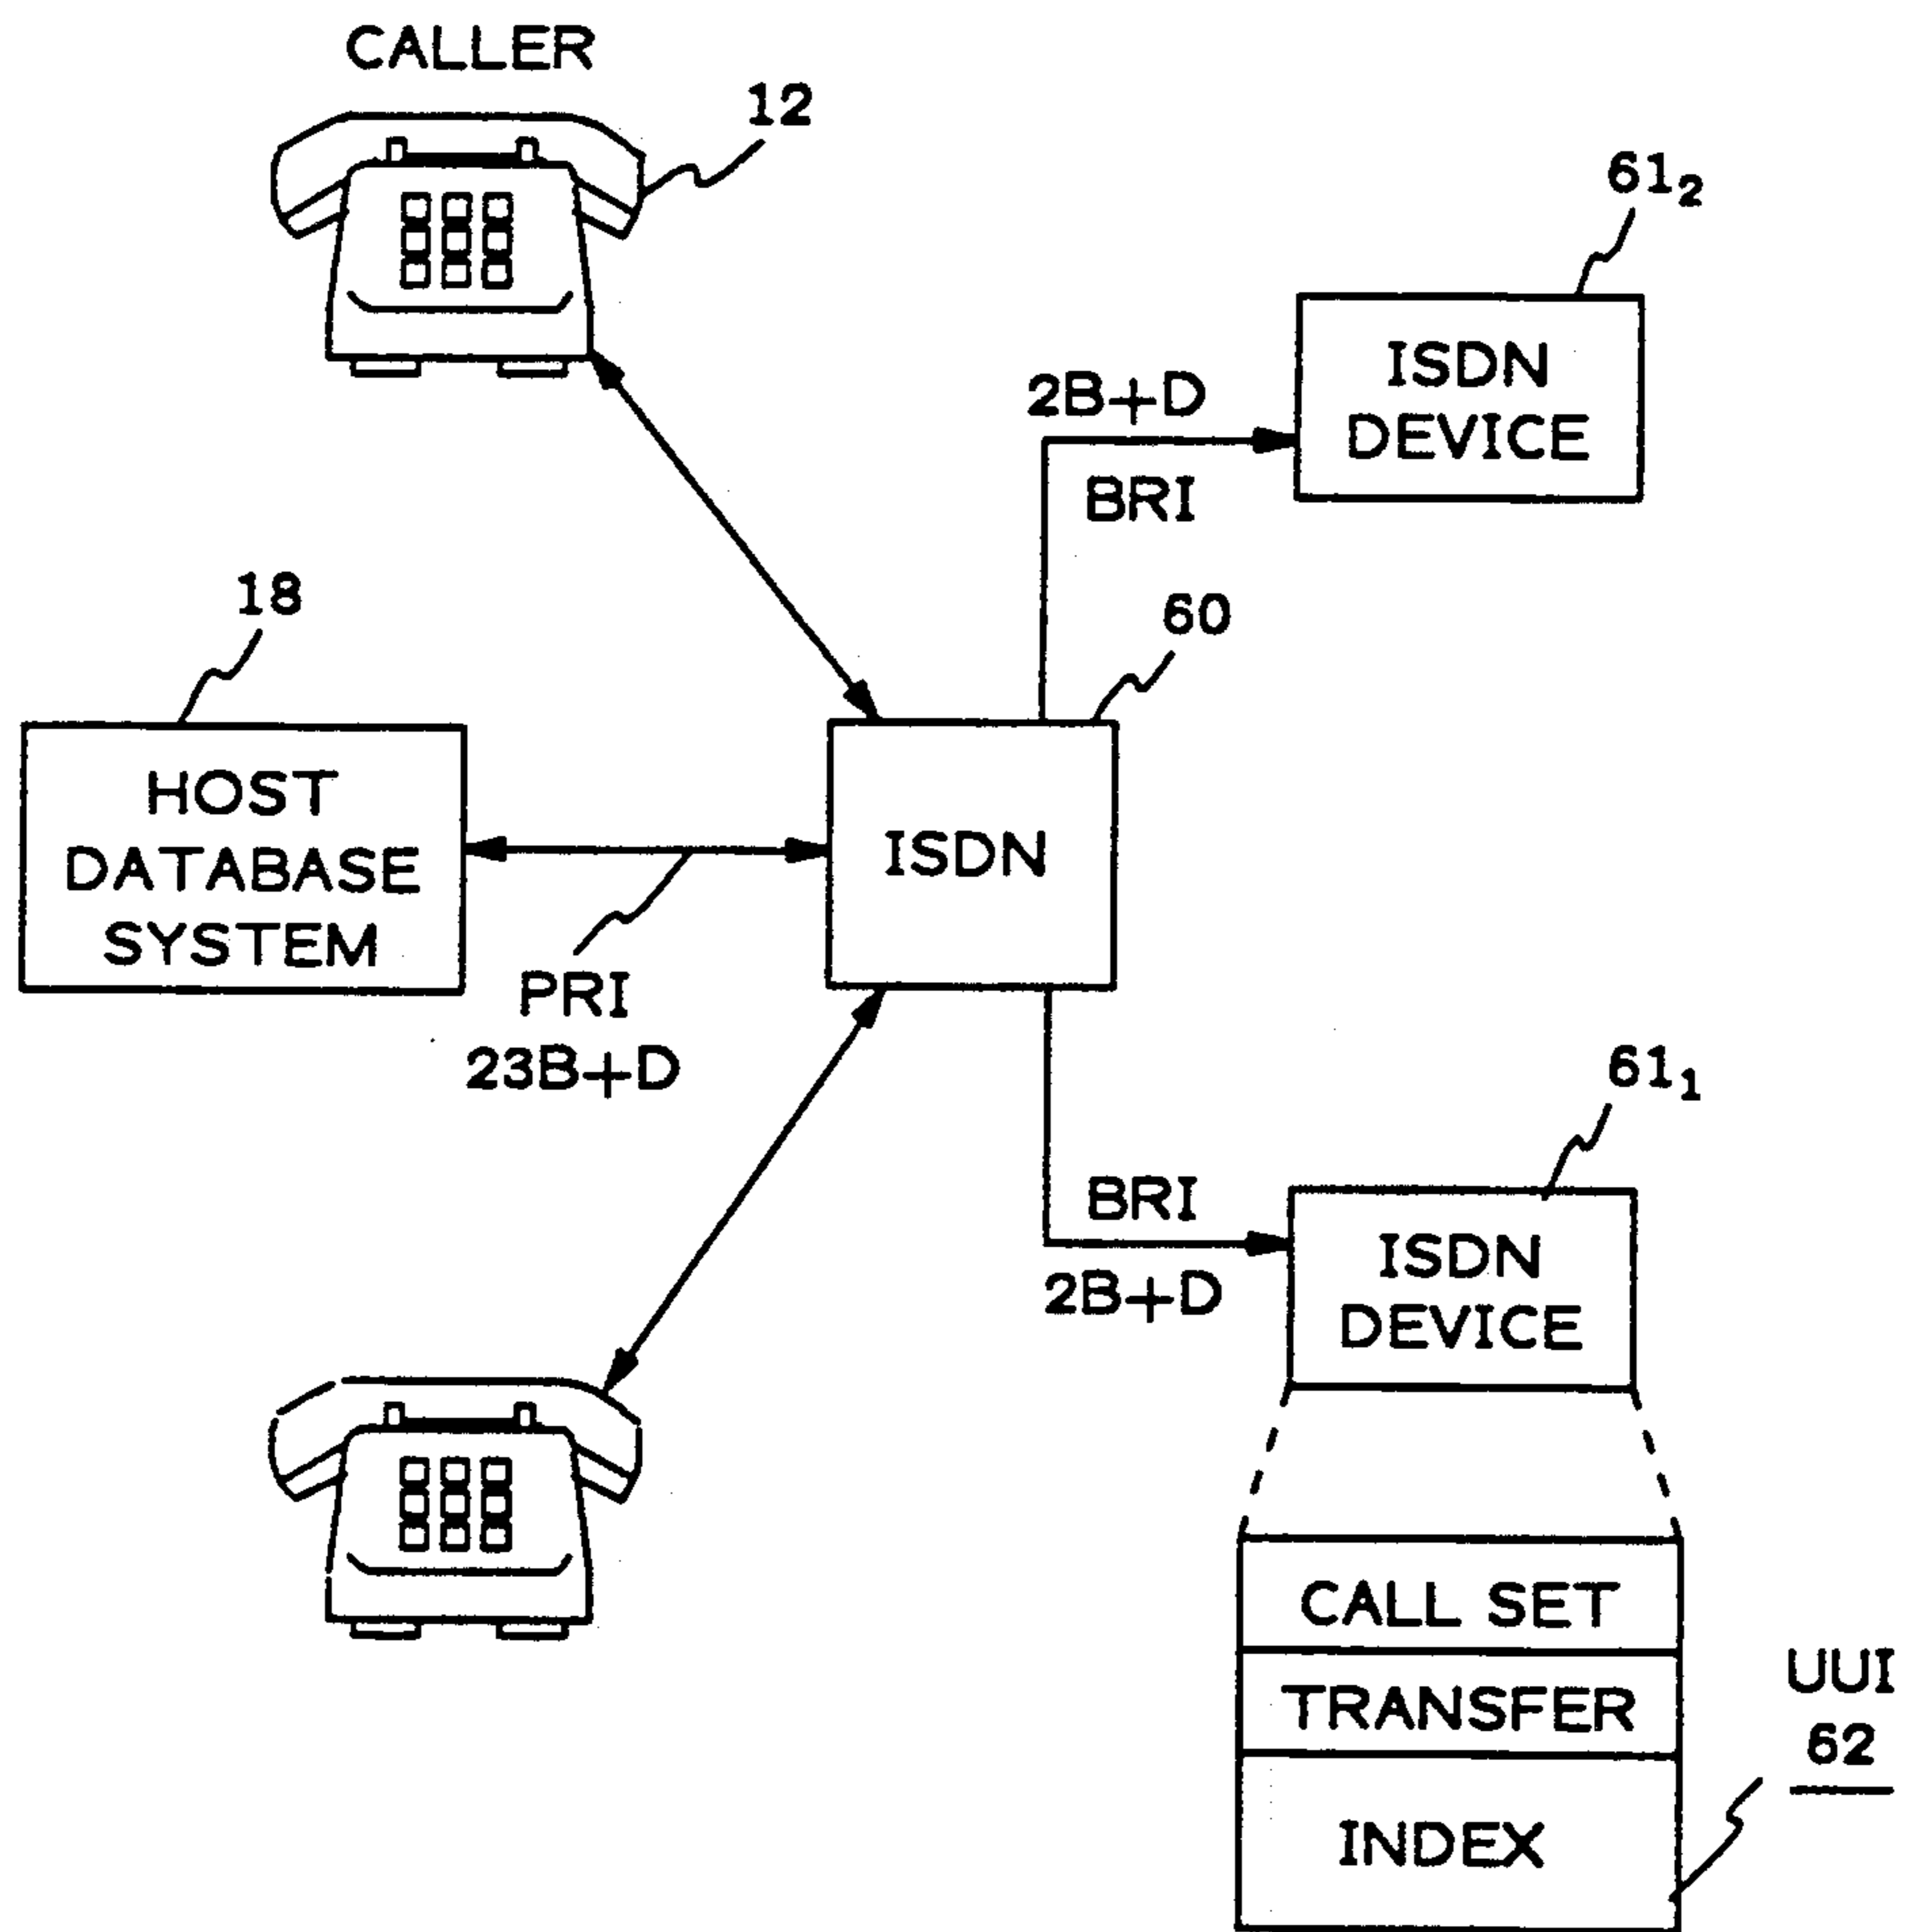 CALLER
12
61₂
ISDN
DEVICE
2B+D
BRI
18
60
HOST
DATABASE
SYSTEM
ISDN
PRI
23B+D
61₁
BRI
2B+D
ISDN
DEVICE
CALL SET
TRANSFER
INDEX
UUI
62